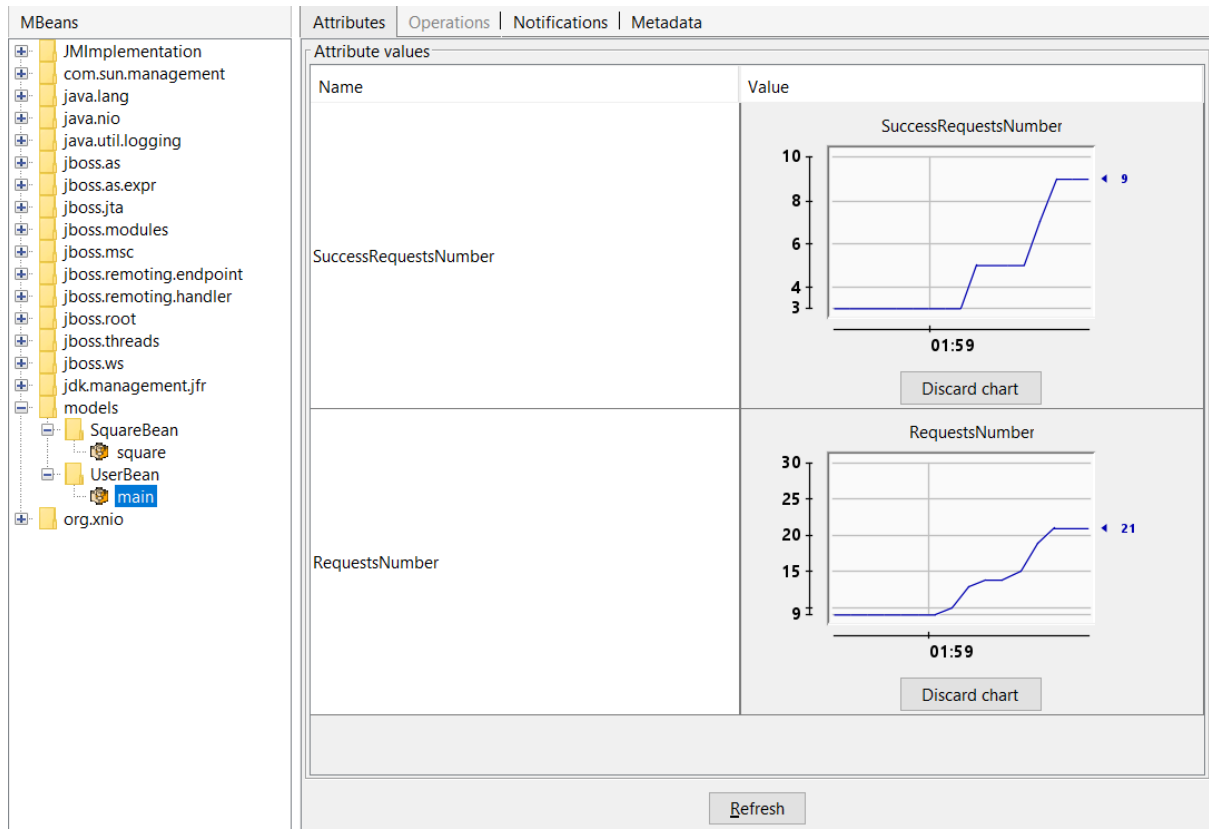 MBeans
JMImplementation
com.sun.management
java.lang
java.nio
java.util.logging
jboss.as
jboss.as.expr
jboss.jta
jboss.modules
jboss.msc
jboss.remoting.endpoint
jboss.remoting.handler
jboss.root
jboss.threads
jboss.ws
jdk.management.jfr
models
SquareBean
square
UserBean
main
org.xnio
Attributes Operations Notifications Metadata
Attribute values
Name Value
SuccessRequestsNumber
SuccessRequestsNumber
10
8
6
4
3
9
01:59
Discard chart
RequestsNumber
RequestsNumber
30
25
20
15
9
21
01:59
Discard chart
Refresh